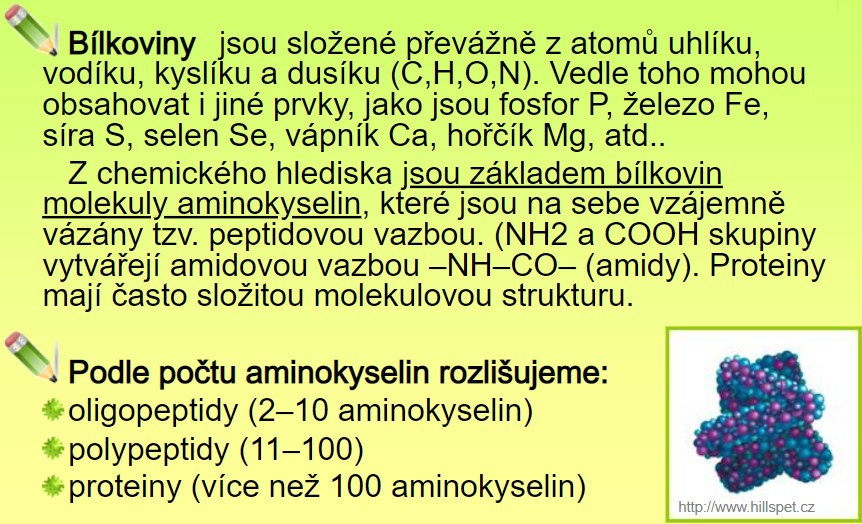 Bílkoviny jsou složené převážně z atomů uhlíku,
vodíku, kyslíku a dusíku (C,H,O,N). Vedle toho mohou
obsahovat i jiné prvky, jako jsou fosfor P, železo Fe,
síra S, selen Se, vápník Ca, hořčík Mg, atd..
Z chemického hlediska jsou základem bílkovin
molekuly aminokyselin, které jsou na sebe vzájemně
vázány tzv. peptidovou vazbou. (NH2 a COOH skupiny
vytvářejí amidovou vazbou –NH–CO– (amidy). Proteiny
mají často složitou molekulovou strukturu.
Podle počtu aminokyselin rozlišujeme:
oligopeptidy (2–10 aminokyselin)
polypeptidy (11–100)
proteiny (více než 100 aminokyselin)
http://www.hillspet.cz